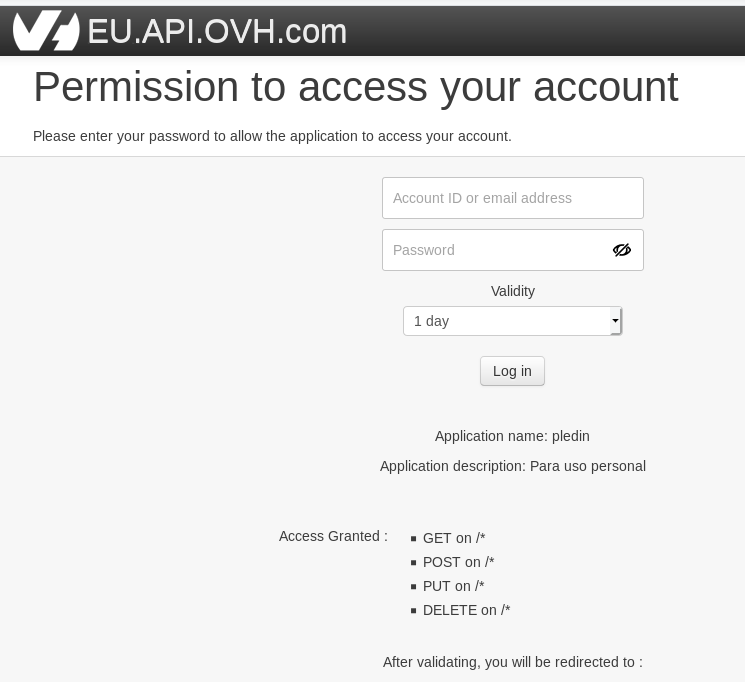 EU.API.OVH.com
Permission to access your account
Please enter your password to allow the application to access your account.
Account ID or email address
Password
Validity
1 day
Log in
Application name: pledin
Application description: Para uso personal
Access Granted :
GET on /*
POST on /*
PUT on /*
DELETE on /*
After validating, you will be redirected to :